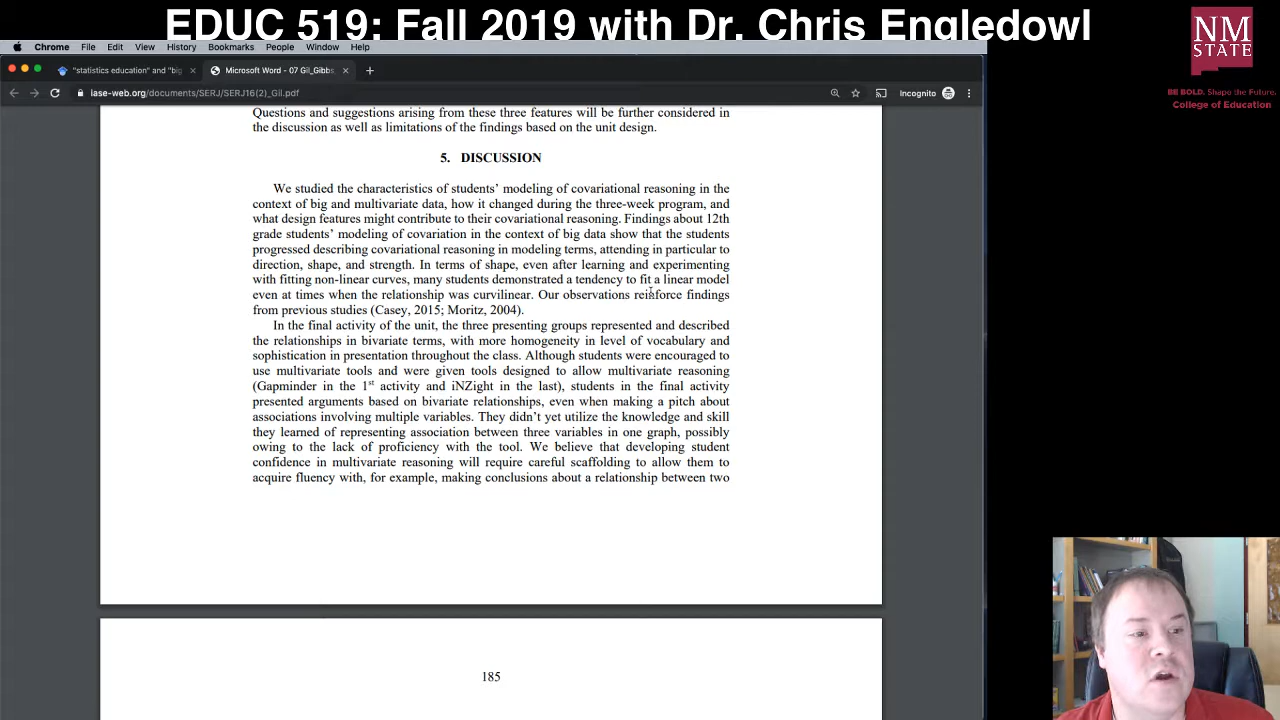 EDUC 519: Fall 2019 with Dr. Chris Engledowl
NM
STATE
BE BOLD. Shape the Future.
College of Education
Chrome File Edit View History Bookmarks People Window Help
"statistics education" and "big
Microsoft Word - 07 Gil_Gibbs
iase-web.org/documents/SERJ/SERJ16(2)_Gil.pdf
Incognito
Questions and suggestions arising from these three features will be further considered in
the discussion as well as limitations of the findings based on the unit design.
5. DISCUSSION
We studied the characteristics of students' modeling of covariational reasoning in the
context of big and multivariate data, how it changed during the three-week program, and
what design features might contribute to their covariational reasoning. Findings about 12th
grade students' modeling of covariation in the context of big data show that the students
progressed describing covariational reasoning in modeling terms, attending in particular to
direction, shape, and strength. In terms of shape, even after learning and experimenting
with fitting non-linear curves, many students demonstrated a tendency to fit a linear model
even at times when the relationship was curvilinear. Our observations reinforce findings
from previous studies (Casey, 2015; Moritz, 2004).
In the final activity of the unit, the three presenting groups represented and described
the relationships in bivariate terms, with more homogeneity in level of vocabulary and
sophistication in presentation throughout the class. Although students were encouraged to
use multivariate tools and were given tools designed to allow multivariate reasoning
(Gapminder in the 1st activity and iNZight in the last), students in the final activity
presented arguments based on bivariate relationships, even when making a pitch about
associations involving multiple variables. They didn't yet utilize the knowledge and skill
they learned of representing association between three variables in one graph, possibly
owing to the lack of proficiency with the tool. We believe that developing student
confidence in multivariate reasoning will require careful scaffolding to allow them to
acquire fluency with, for example, making conclusions about a relationship between two
185